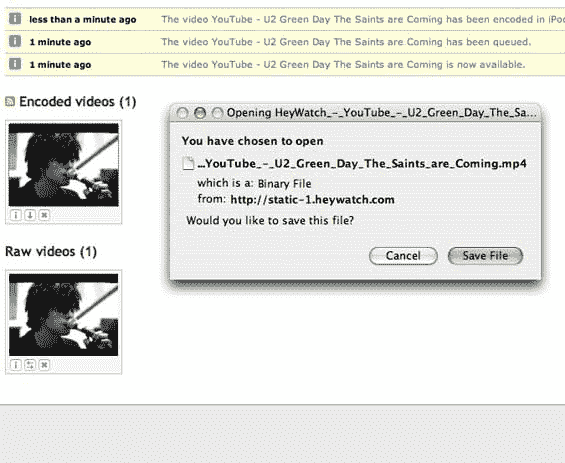 less than a minute ago The video YouTube - U2 Green Day The Saints are Coming has been encoded in iPo
1 minute ago The video YouTube - U2 Green Day The Saints are Coming has been queued.
1 minute ago The video YouTube - U2 Green Day The Saints are Coming is now available.
Encoded videos (1)
Opening HeyWatch_-_YouTube_-_U2_Green_Day_The_Sa...
You have chosen to open
...YouTube_-_U2_Green_Day_The_Saints_are_Coming.mp4
which is a: Binary File
from: http://static-1.heywatch.com
Would you like to save this file?
Cancel Save File
Raw videos (1)